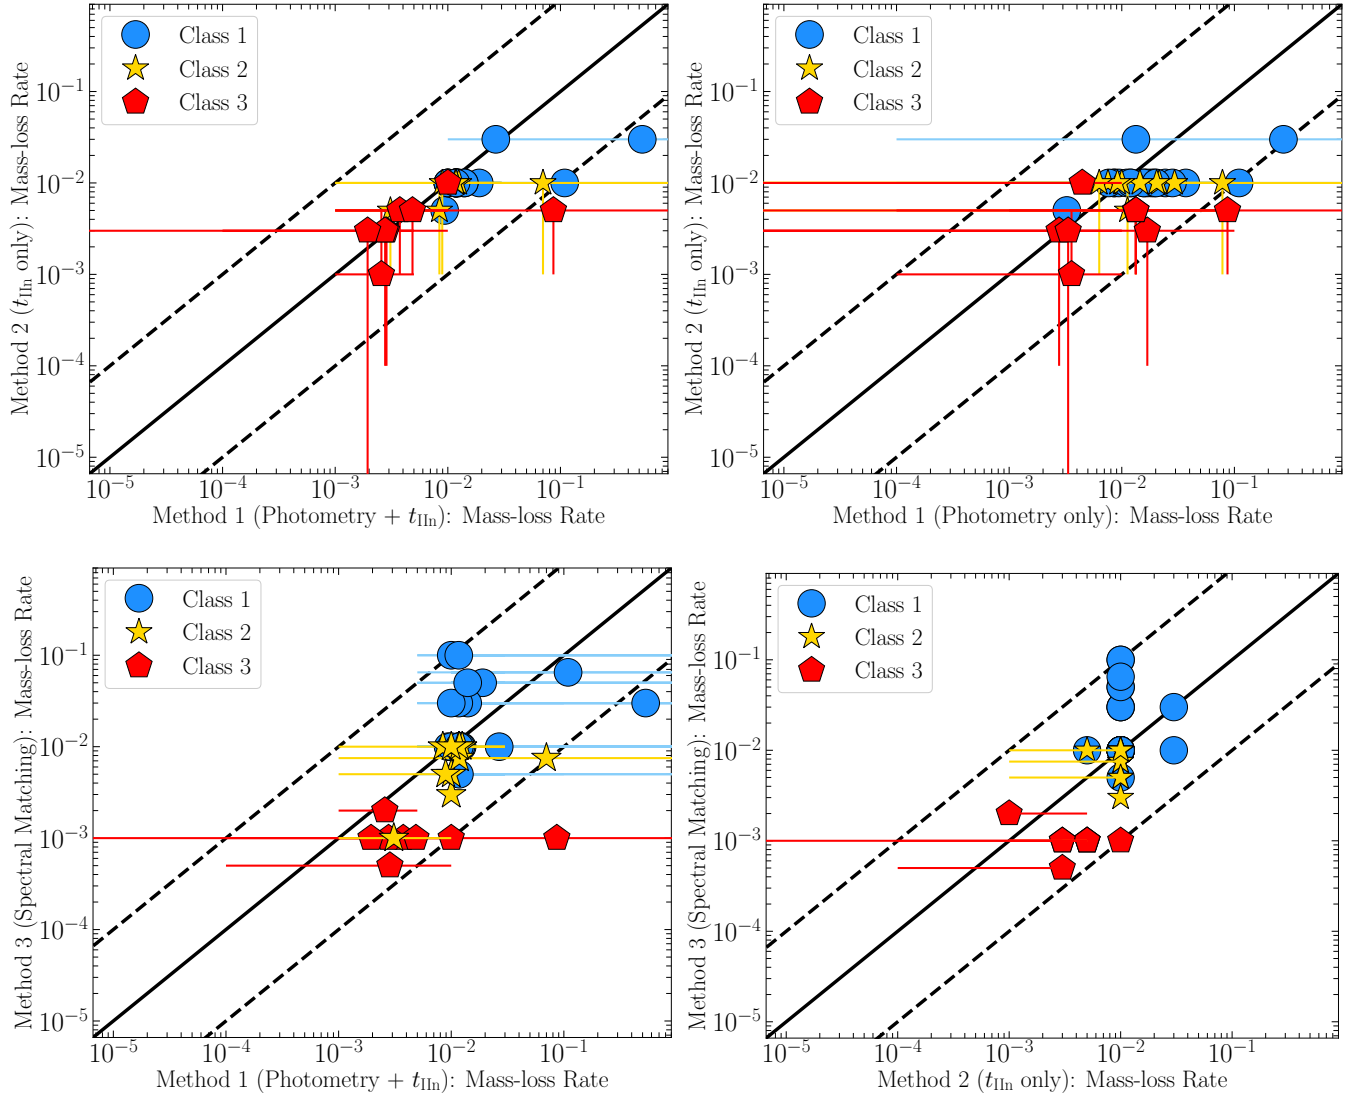 Class 1
Class 2
Class 3
10⁻¹
10⁻²
10⁻³
10⁻⁴
10⁻⁵
Method 2 (t_IIn only): Mass-loss Rate
10⁻⁵ 10⁻⁴ 10⁻³ 10⁻² 10⁻¹
Method 1 (Photometry + t_IIn): Mass-loss Rate
Class 1
Class 2
Class 3
10⁻¹
10⁻²
10⁻³
10⁻⁴
10⁻⁵
Method 2 (t_IIn only): Mass-loss Rate
10⁻⁵ 10⁻⁴ 10⁻³ 10⁻² 10⁻¹
Method 1 (Photometry only): Mass-loss Rate
Class 1
Class 2
Class 3
10⁻¹
10⁻²
10⁻³
10⁻⁴
10⁻⁵
Method 3 (Spectral Matching): Mass-loss Rate
10⁻⁵ 10⁻⁴ 10⁻³ 10⁻² 10⁻¹
Method 1 (Photometry + t_IIn): Mass-loss Rate
Class 1
Class 2
Class 3
10⁻¹
10⁻²
10⁻³
10⁻⁴
10⁻⁵
Method 3 (Spectral Matching): Mass-loss Rate
10⁻⁵ 10⁻⁴ 10⁻³ 10⁻² 10⁻¹
Method 2 (t_IIn only): Mass-loss Rate